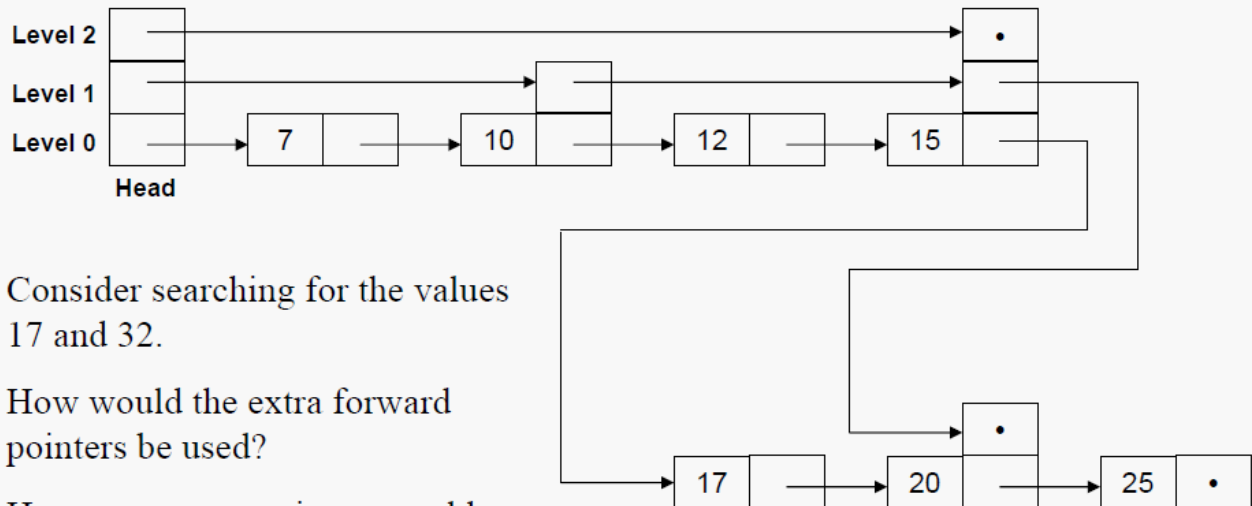 Level 2
Level 1
Level 0
7 10 12 15
Head
Consider searching for the values
17 and 32.
How would the extra forward
pointers be used?
17 20 25